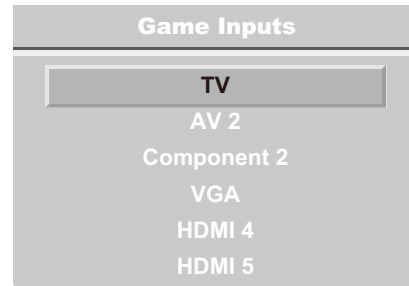 Game Inputs
TV
AV 2
Component 2
VGA
HDMI 4
HDMI 5